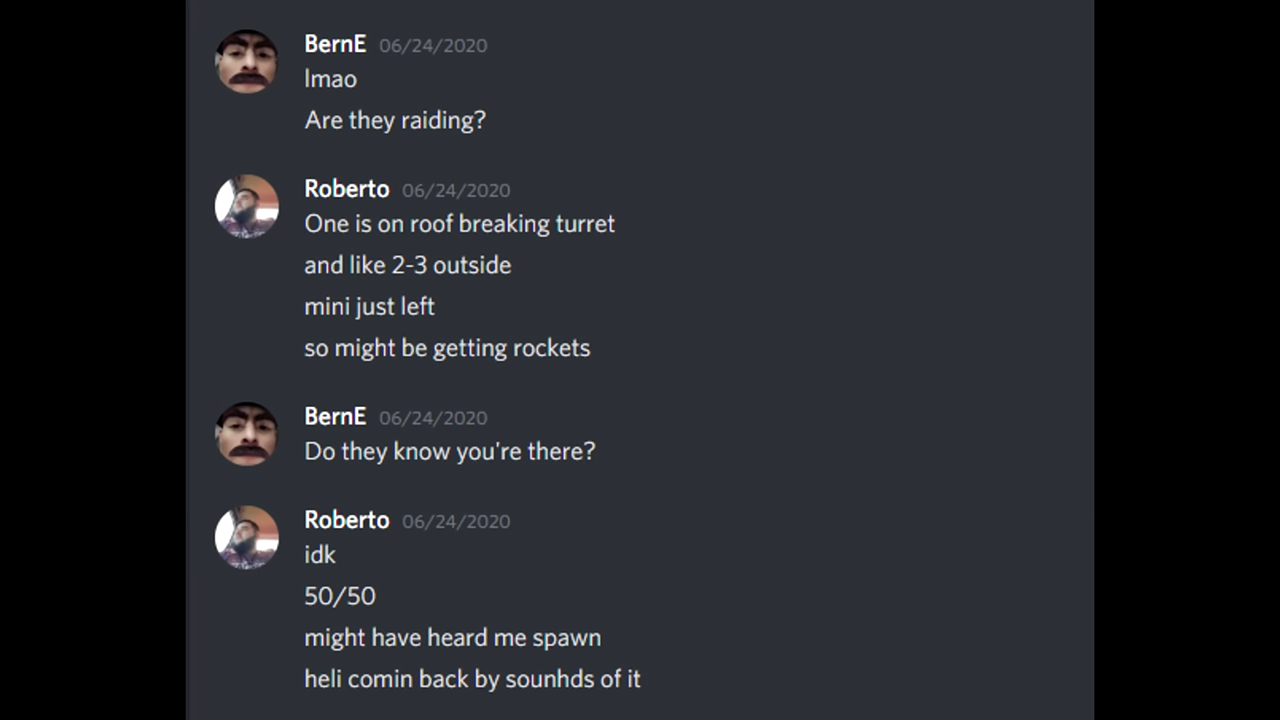 BernE 06/24/2020
lmao
Are they raiding?
Roberto 06/24/2020
One is on roof breaking turret
and like 2-3 outside
mini just left
so might be getting rockets
BernE 06/24/2020
Do they know you're there?
Roberto 06/24/2020
idk
50/50
might have heard me spawn
heli comin back by sounhds of it